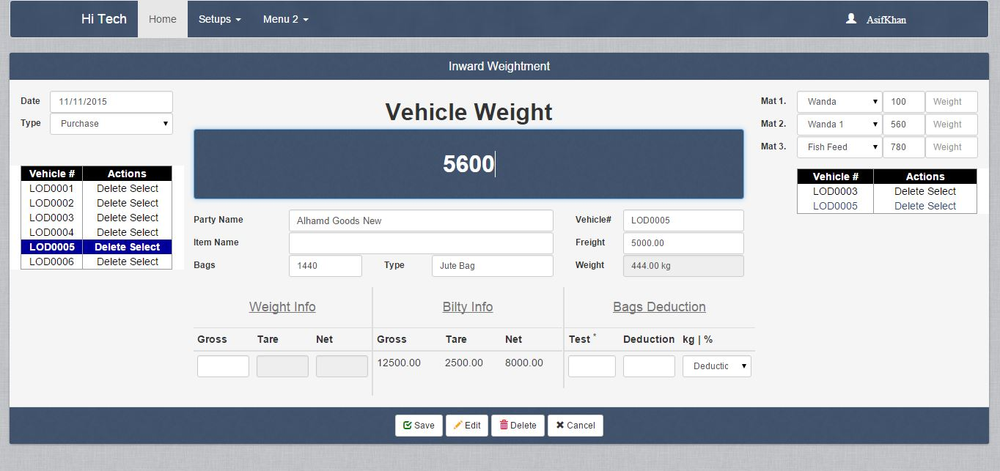 Hi Tech Home Setups Menu 2 AsifKhan
Inward Weightment
Date 11/11/2015
Type Purchase
Vehicle # Actions
LOD0001 Delete Select
LOD0002 Delete Select
LOD0003 Delete Select
LOD0004 Delete Select
LOD0005 Delete Select
LOD0006 Delete Select
Vehicle Weight
5600
Party Name Alhamd Goods New Vehicle# LOD0005
Item Name Freight 5000.00
Bags 1440 Type Jute Bag Weight 444.00 kg
Weight Info Bilty Info Bags Deduction
Gross Tare Net Gross Tare Net Test * Deduction kg | %
12500.00 2500.00 8000.00 Deductic
Mat 1. Wanda 100 Weight
Mat 2. Wanda 1 560 Weight
Mat 3. Fish Feed 780 Weight
Vehicle # Actions
LOD0003 Delete Select
LOD0005 Delete Select
Save Edit Delete Cancel